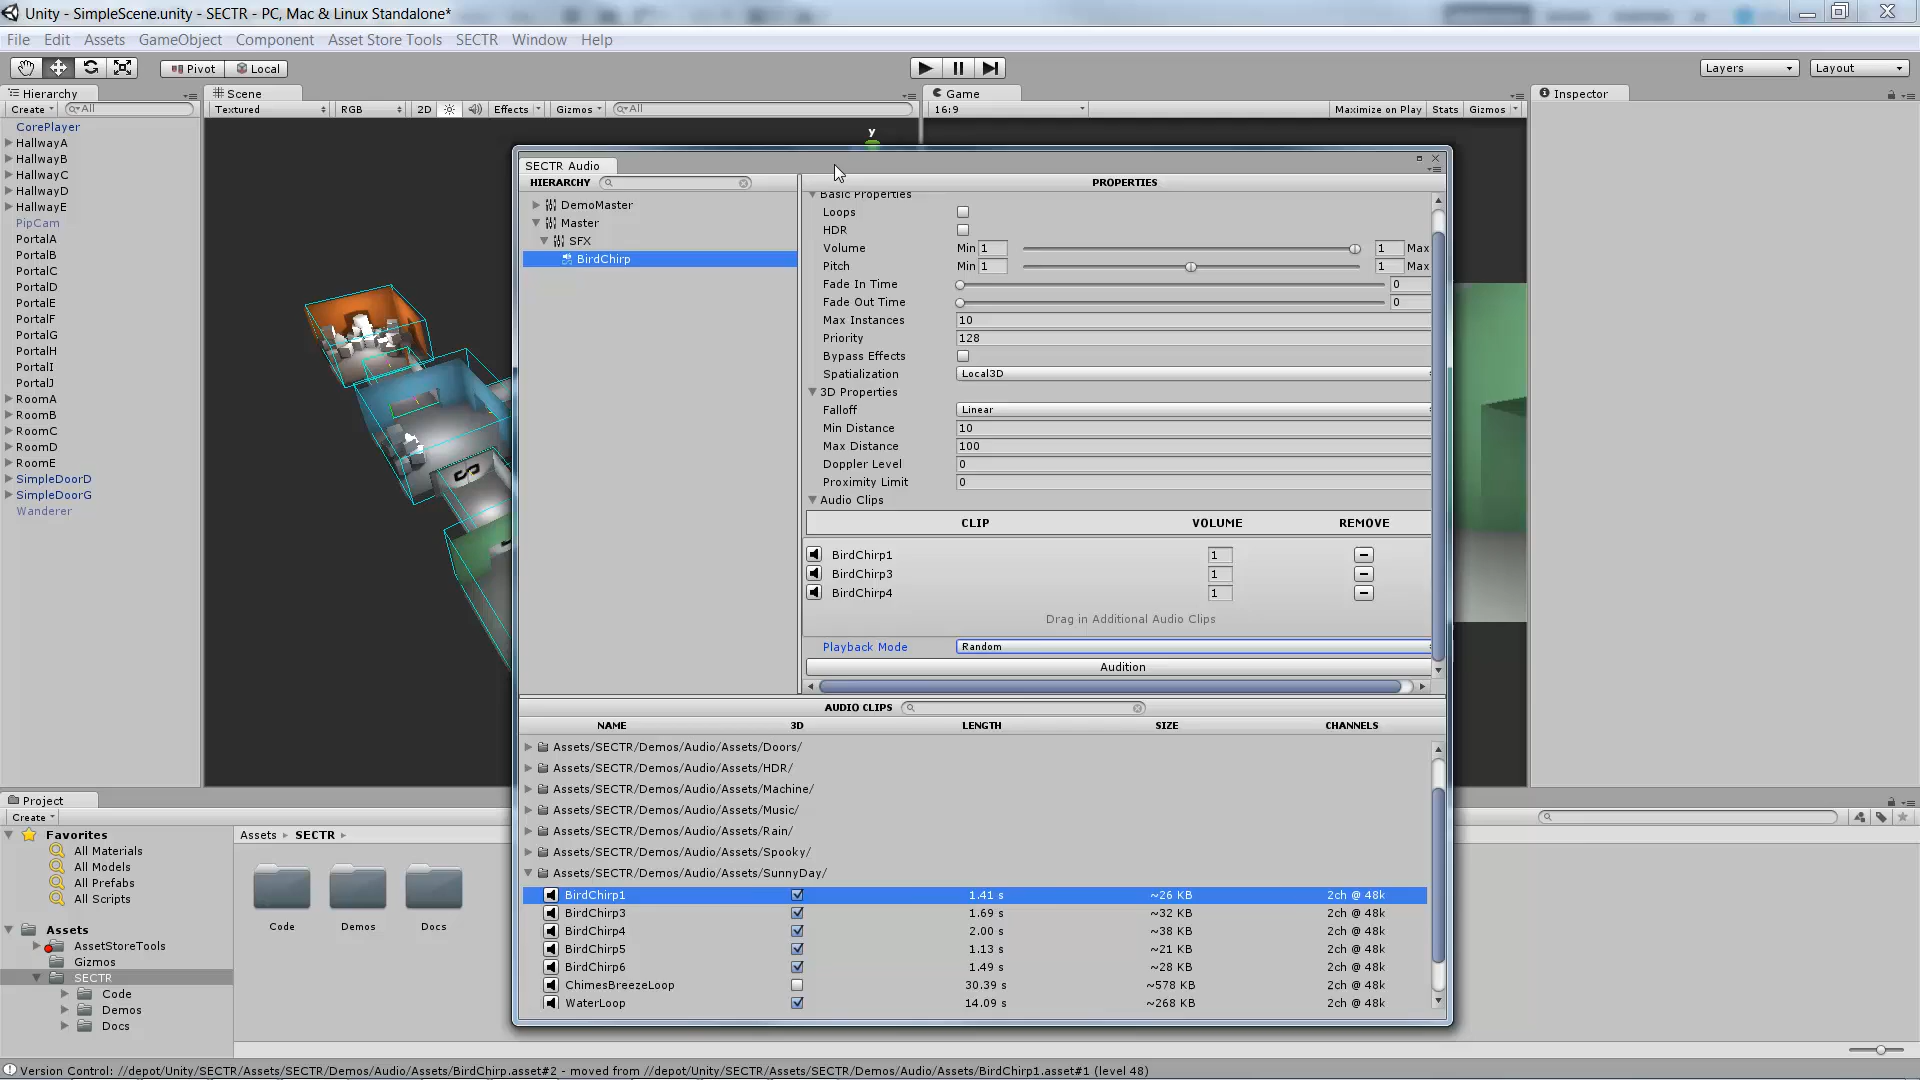 Unity - SimpleScene.unity - SECTR - PC, Mac & Linux Standalone*
File Edit Assets GameObject Component Asset Store Tools SECTR Window Help
Pivot Local Layers Layout
Hierarchy
Create All
CorePlayer
HallwayA
HallwayB
HallwayC
HallwayD
HallwayE
PipCam
PortalA
PortalB
PortalC
PortalD
PortalE
PortalF
PortalG
PortalH
PortalI
PortalJ
RoomA
RoomB
RoomC
RoomD
RoomE
SimpleDoorD
SimpleDoorG
Wanderer
Scene
Textured RGB 2D Effects Gizmos All
y
Game
16:9 Maximize on Play Stats Gizmos
Inspector
SECTR Audio
HIERARCHY
DemoMaster
Master
SFX
BirdChirp
PROPERTIES
Basic Properties
Loops
HDR
Volume Min 1 1 Max
Pitch Min 1 1 Max
Fade In Time 0
Fade Out Time 0
Max Instances 10
Priority 128
Bypass Effects
Spatialization Local3D
3D Properties
Falloff Linear
Min Distance 10
Max Distance 100
Doppler Level 0
Proximity Limit 0
Audio Clips
CLIP VOLUME REMOVE
BirdChirp1 1
BirdChirp3 1
BirdChirp4 1
Drag in Additional Audio Clips
Playback Mode Random
Audition
AUDIO CLIPS
NAME 3D LENGTH SIZE CHANNELS
Assets/SECTR/Demos/Audio/Assets/Doors/
Assets/SECTR/Demos/Audio/Assets/HDR/
Assets/SECTR/Demos/Audio/Assets/Machine/
Assets/SECTR/Demos/Audio/Assets/Music/
Assets/SECTR/Demos/Audio/Assets/Rain/
Assets/SECTR/Demos/Audio/Assets/Spooky/
Assets/SECTR/Demos/Audio/Assets/SunnyDay/
BirdChirp1 1.41 s ~26 KB 2ch @ 48k
BirdChirp3 1.69 s ~32 KB 2ch @ 48k
BirdChirp4 2.00 s ~38 KB 2ch @ 48k
BirdChirp5 1.13 s ~21 KB 2ch @ 48k
BirdChirp6 1.49 s ~28 KB 2ch @ 48k
ChimesBreezeLoop 30.39 s ~578 KB 2ch @ 48k
WaterLoop 14.09 s ~268 KB 2ch @ 48k
Project
Create
Favorites
All Materials
All Models
All Prefabs
All Scripts
Assets
AssetStoreTools
Gizmos
SECTR
Code
Demos
Docs
Assets SECTR
Code Demos Docs
Version Control: //depot/Unity/SECTR/Assets/SECTR/Demos/Audio/Assets/BirdChirp.asset#2 - moved from //depot/Unity/SECTR/Assets/SECTR/Demos/Audio/Assets/BirdChirp1.asset#1 (level 48)